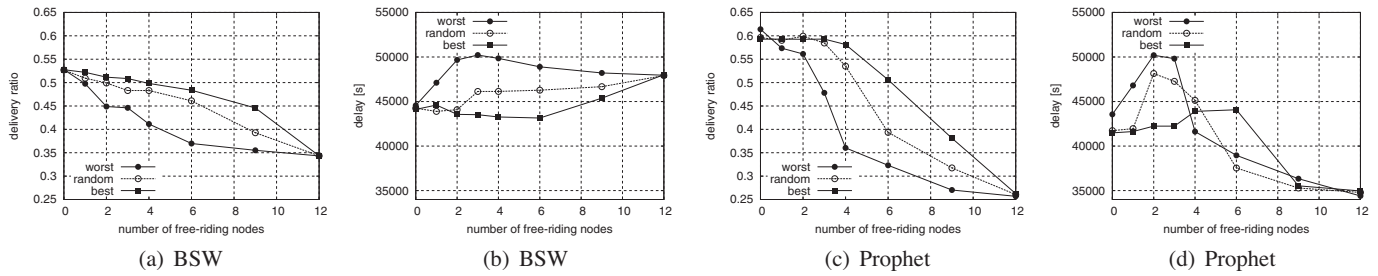 0.65
0.6
0.55
0.5
0.45
0.4
0.35
0.3
0.25
delivery ratio
worst
random
best
0 2 4 6 8 10 12
number of free-riding nodes
(a) BSW
55000
50000
45000
40000
35000
delay [s]
worst
random
best
0 2 4 6 8 10 12
number of free-riding nodes
(b) BSW
0.65
0.6
0.55
0.5
0.45
0.4
0.35
0.3
0.25
delivery ratio
worst
random
best
0 2 4 6 8 10 12
number of free-riding nodes
(c) Prophet
55000
50000
45000
40000
35000
delay [s]
worst
random
best
0 2 4 6 8 10 12
number of free-riding nodes
(d) Prophet